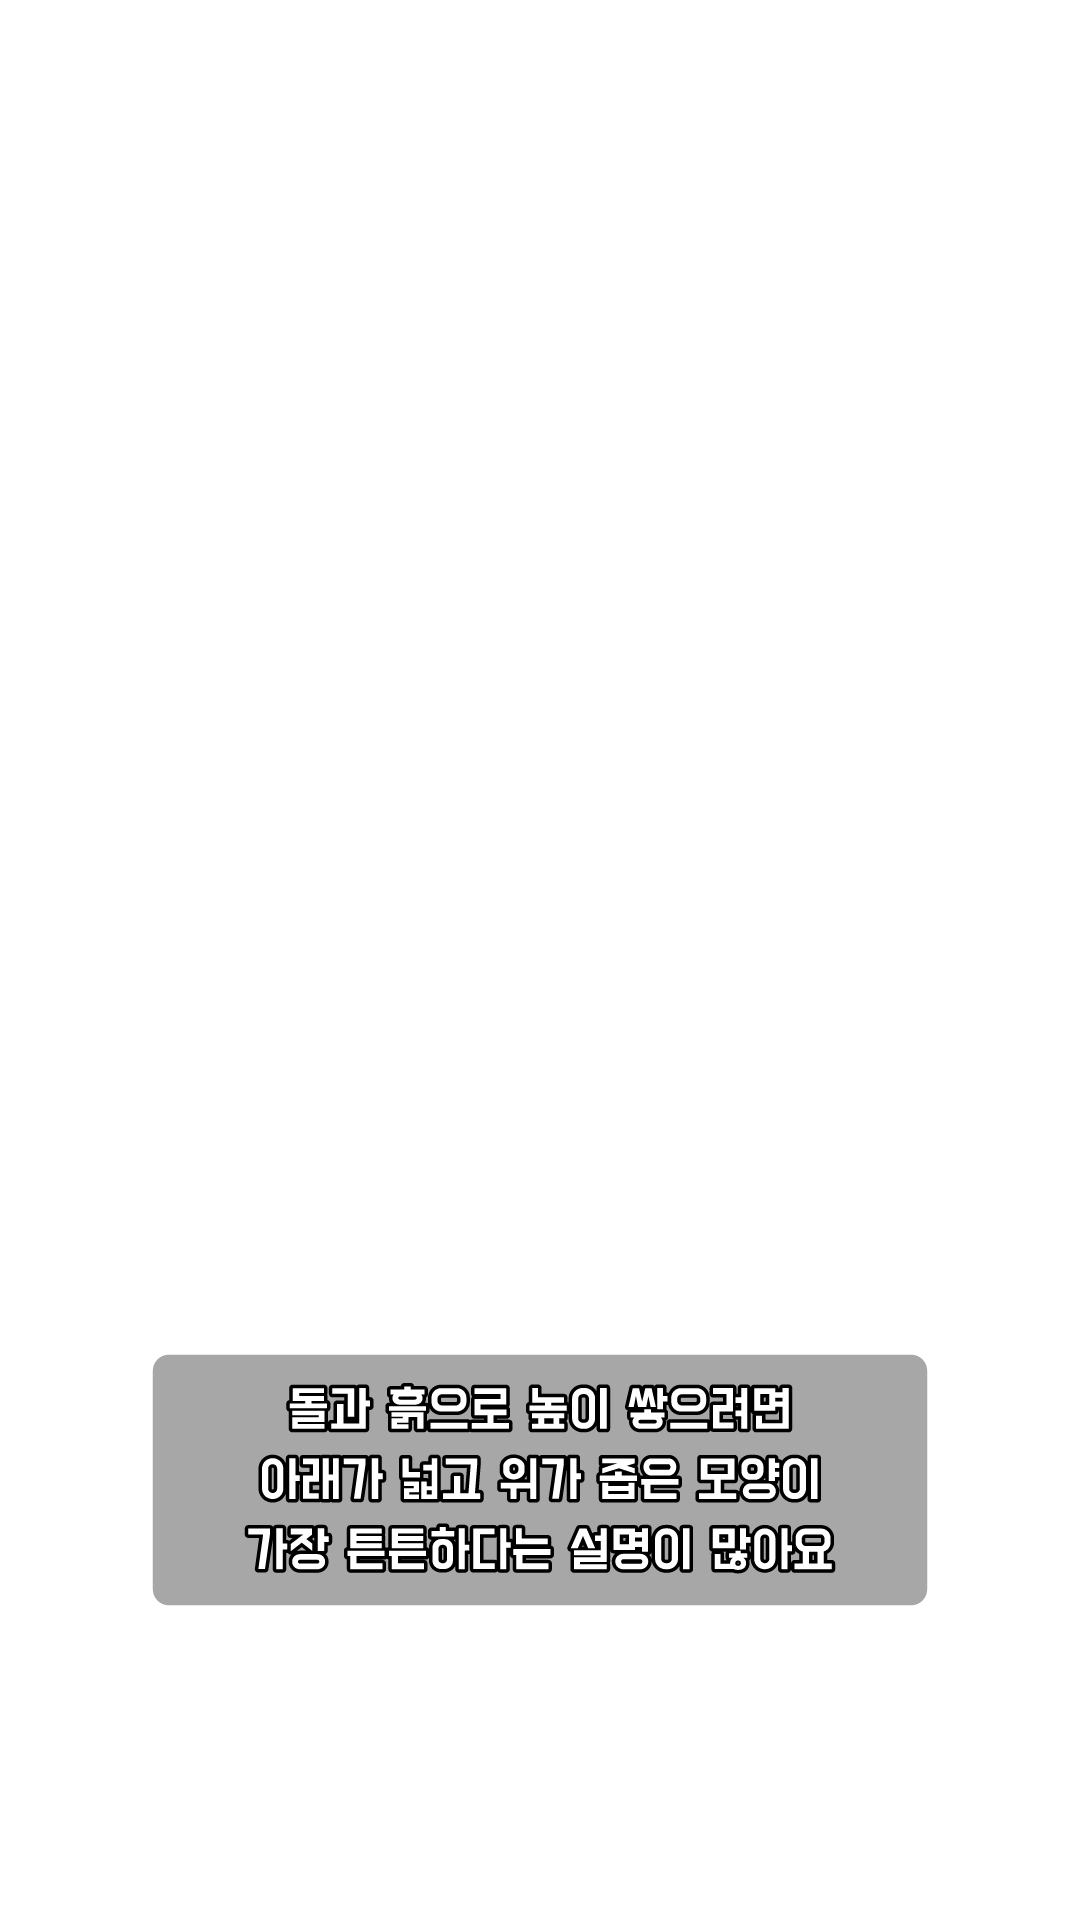 돌과 흙으로 높이 쌓으려면
아래가 넓고 위가 좁은 모양이
가장 튼튼하다는 설명이 많아요